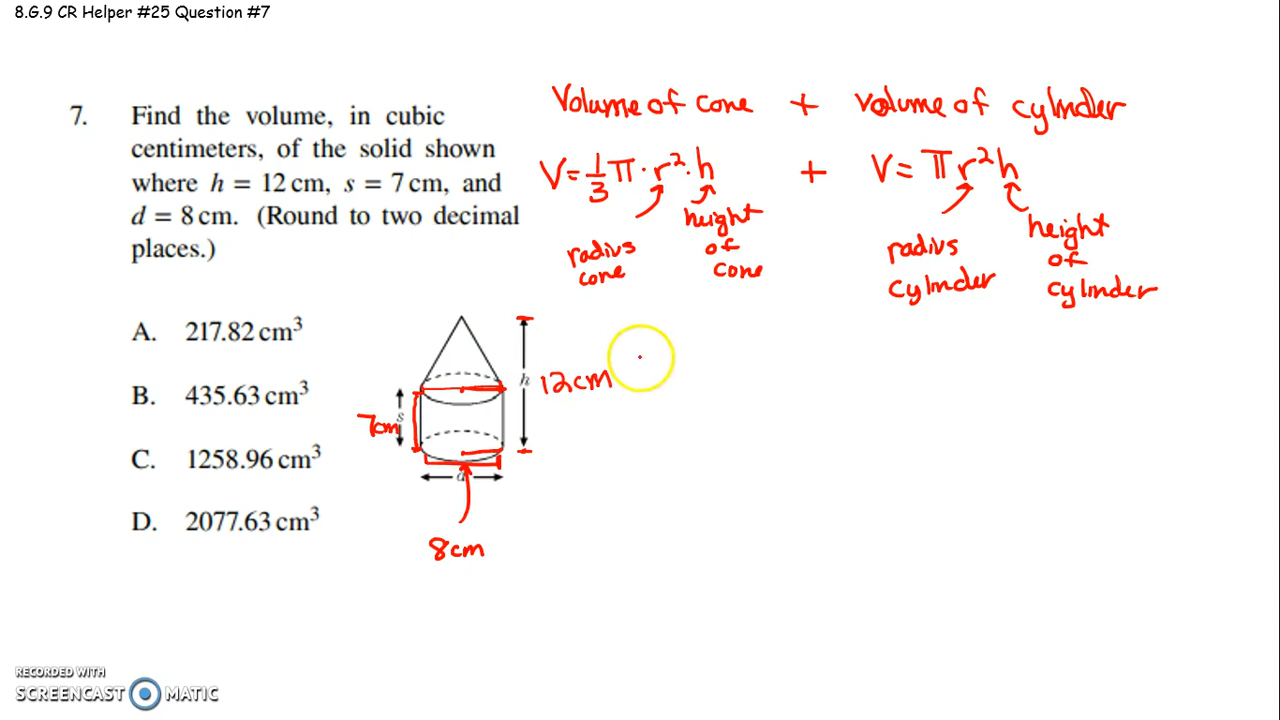 8.G.9 CR Helper #25 Question #7
7. Find the volume, in cubic
centimeters, of the solid shown
where h = 12 cm, s = 7 cm, and
d = 8 cm. (Round to two decimal
places.)
A. 217.82 cm³
B. 435.63 cm³
C. 1258.96 cm³
D. 2077.63 cm³
Volume of cone + volume of cylinder
V = 1/3 π · r² · h + V = π r² h
radius
cone
height
of
cone
radius
cylinder
height
of
cylinder
h 12cm
7cm s
d
8cm
RECORDED WITH
SCREENCAST MATIC